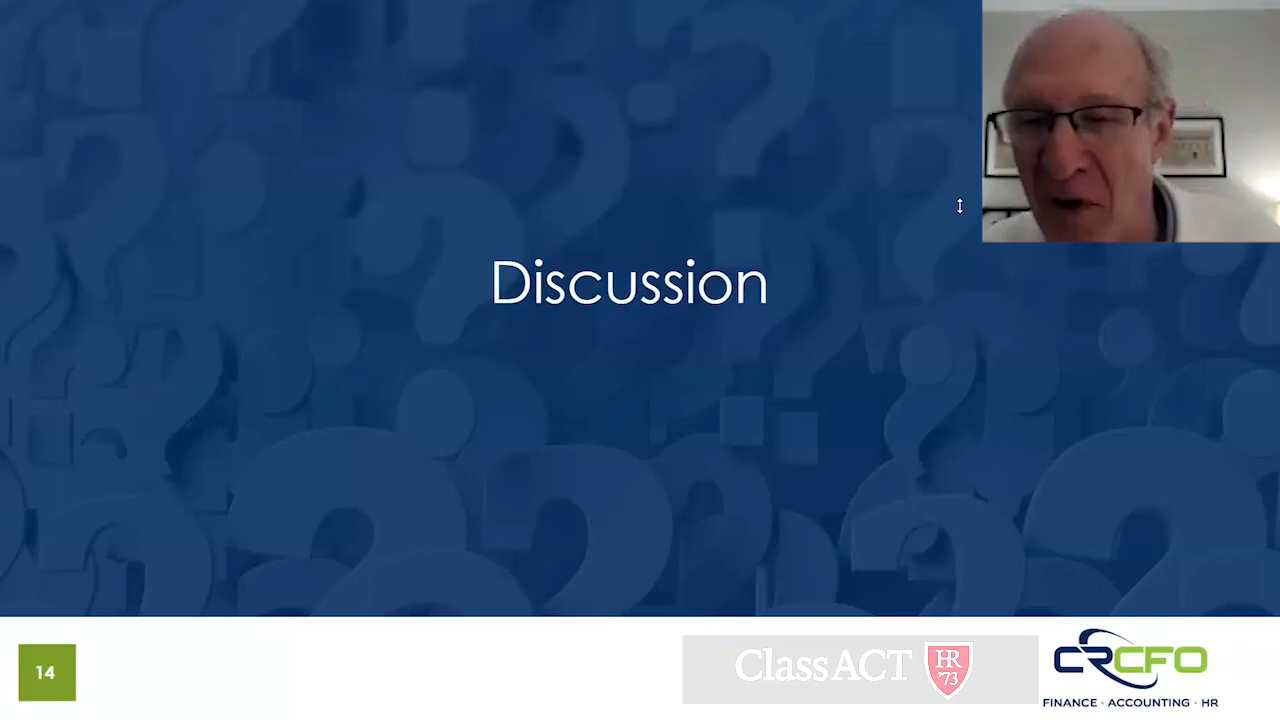 Discussion
14
ClassACT
HR
'73
CRCFO
FINANCE · ACCOUNTING · HR